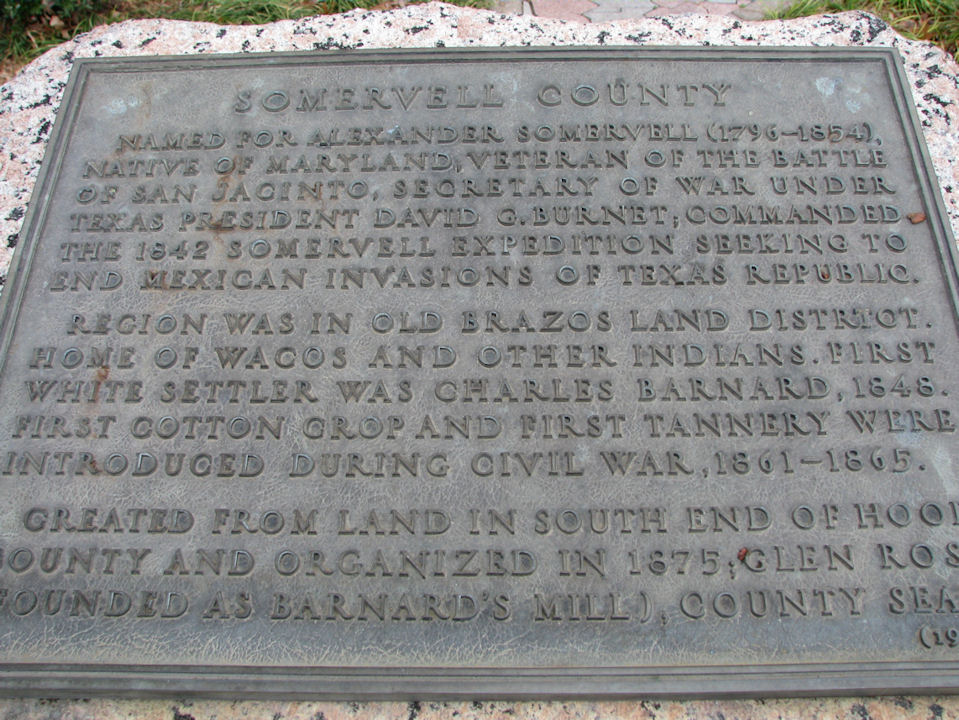 SOMERVELL COUNTY
NAMED FOR ALEXANDER SOMERVELL (1796-1854),
NATIVE OF MARYLAND, VETERAN OF THE BATTLE
OF SAN JACINTO, SECRETARY OF WAR UNDER
TEXAS PRESIDENT DAVID G. BURNET; COMMANDED
THE 1842 SOMERVELL EXPEDITION SEEKING TO
END MEXICAN INVASIONS OF TEXAS REPUBLIC.
REGION WAS IN OLD BRAZOS LAND DISTRICT.
HOME OF WACOS AND OTHER INDIANS. FIRST
WHITE SETTLER WAS CHARLES BARNARD, 1848.
FIRST COTTON CROP AND FIRST TANNERY WERE
INTRODUCED DURING CIVIL WAR, 1861-1865.
CREATED FROM LAND IN SOUTH END OF HOO
COUNTY AND ORGANIZED IN 1875; GLEN ROS
FOUNDED AS BARNARD'S MILL), COUNTY SEA
(19